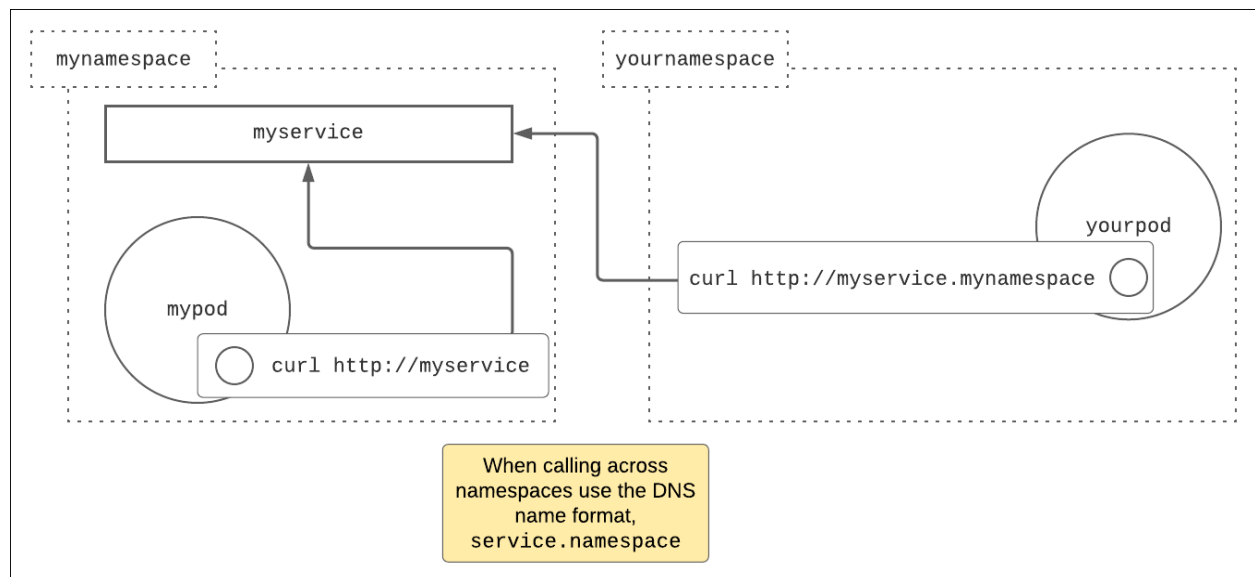 mynamespace
yournamespace
myservice
yourpod
curl http://myservice.mynamespace
mypod
curl http://myservice
When calling across
namespaces use the DNS
name format,
service.namespace